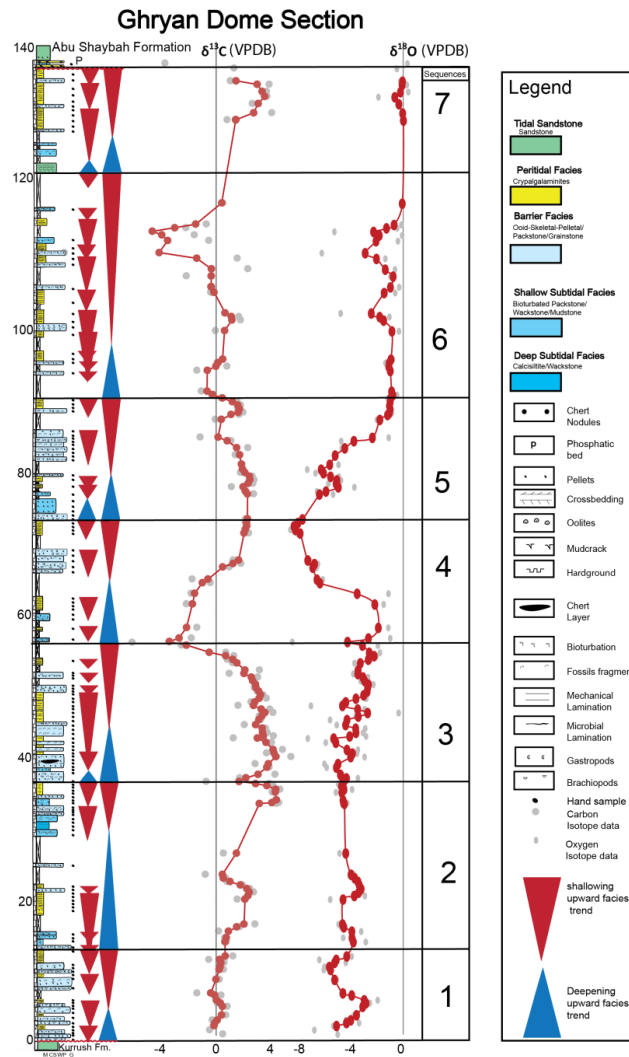 Ghryan Dome Section
140
Abu Shaybah Formation
δ13C (VPDB)
δ18O (VPDB)
P
Sequences
7
120
6
100
5
80
4
60
3
40
2
20
1
0
Kurrush Fm.
M C S W P G
-4
0
4
-8
-4
0
Legend
Tidal Sandstone
Sandstone
Peritidal Facies
Crypalgalaminites
Barrier Facies
Ooid-Skeletal-Pelletal/
Packstone/Grainstone
Shallow Subtidal Facies
Bioturbated Packstone/
Wackstone/Mudstone
Deep Subtidal Facies
Calcisiltite/Wackstone
Chert
Nodules
P
Phosphatic
bed
Pellets
Crossbedding
Oolites
Mudcrack
Hardground
Chert
Layer
Bioturbation
Fossils fragmer
Mechanical
Lamination
Microbial
Lamination
Gastropods
Brachiopods
Hand sample
Carbon
Isotope data
Oxygen
Isotope data
shallowing
upward facies
trend
Deepening
upward facies
trend